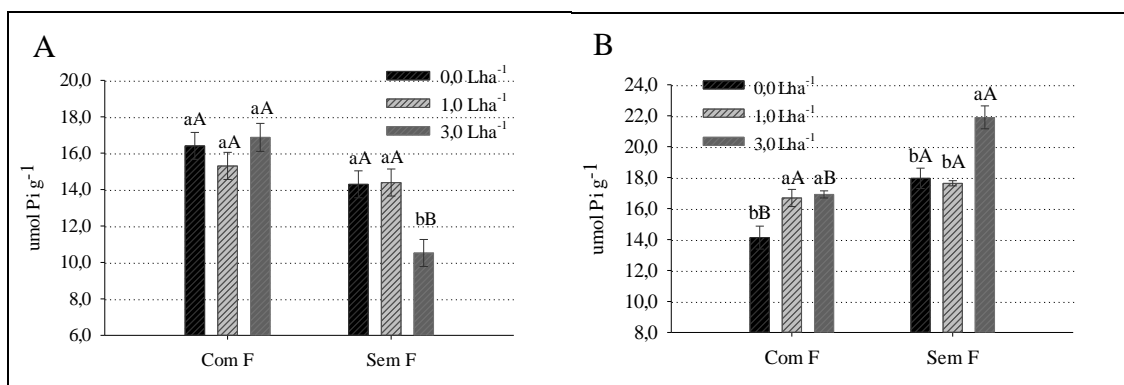 A
20,0
18,0
16,0
14,0
12,0
10,0
8,0
6,0
umol Pi g-1
0,0 Lha-1
1,0 Lha-1
3,0 Lha-1
aA
aA
aA
aA
aA
bB
Com F
Sem F
B
24,0
22,0
20,0
18,0
16,0
14,0
12,0
10,0
8,0
umol Pi g-1
0,0 Lha-1
1,0 Lha-1
3,0 Lha-1
bB
aA
aB
bA
bA
aA
Com F
Sem F